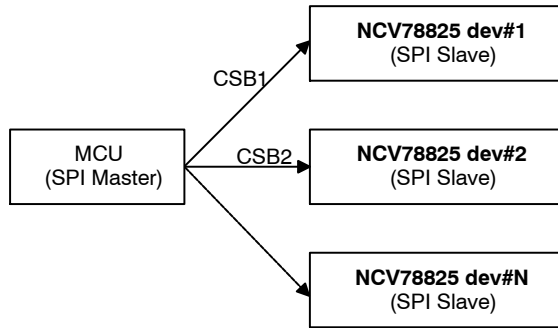 NCV78825 dev#1
(SPI Slave)
CSB1
MCU
(SPI Master)
CSB2
NCV78825 dev#2
(SPI Slave)
NCV78825 dev#N
(SPI Slave)